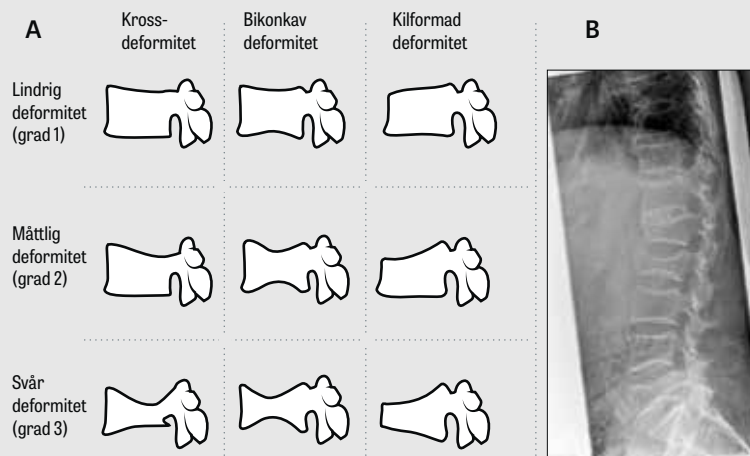 A
Kross-
deformitet
Bikonkav
deformitet
Kilformad
deformitet
B
Lindrig
deformitet
(grad 1)
Måttlig
deformitet
(grad 2)
Svår
deformitet
(grad 3)